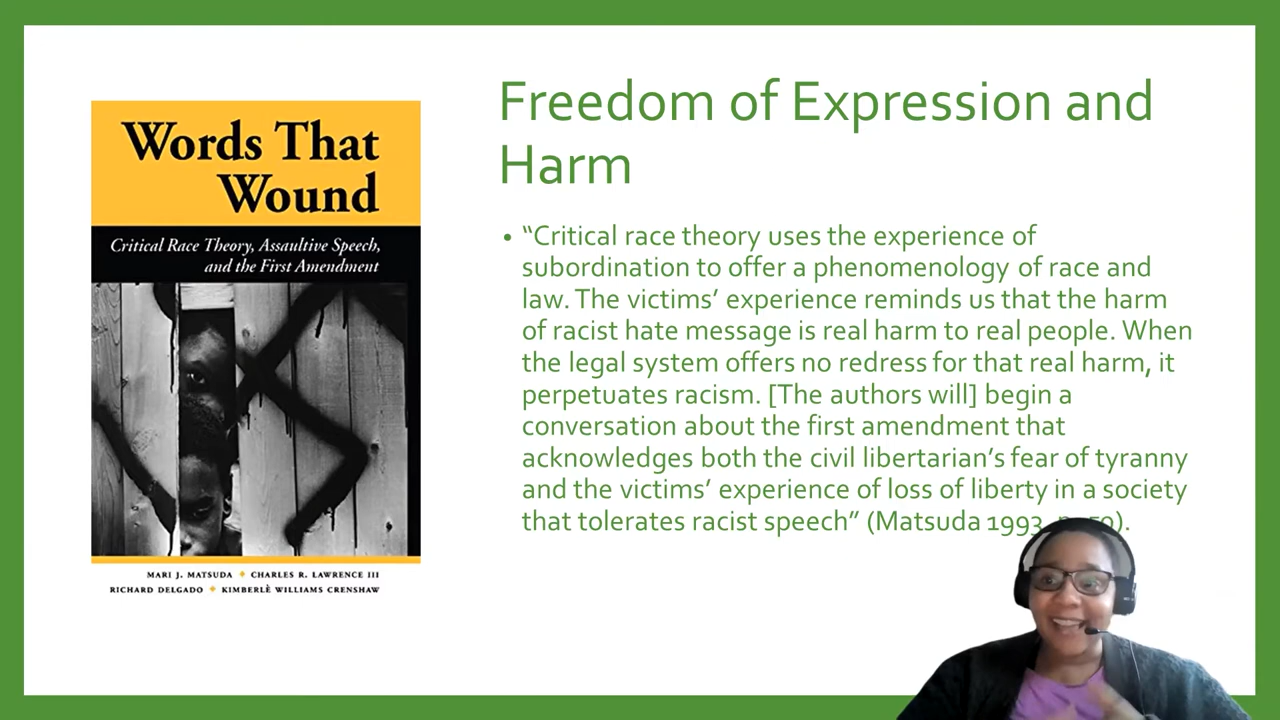 Words That
Wound
Critical Race Theory, Assaultive Speech,
and the First Amendment
MARI J. MATSUDA ✦ CHARLES R. LAWRENCE III
RICHARD DELGADO ✦ KIMBERLÈ WILLIAMS CRENSHAW
Freedom of Expression and
Harm
• “Critical race theory uses the experience of
subordination to offer a phenomenology of race and
law. The victims’ experience reminds us that the harm
of racist hate message is real harm to real people. When
the legal system offers no redress for that real harm, it
perpetuates racism. [The authors will] begin a
conversation about the first amendment that
acknowledges both the civil libertarian’s fear of tyranny
and the victims’ experience of loss of liberty in a society
that tolerates racist speech” (Matsuda 1993